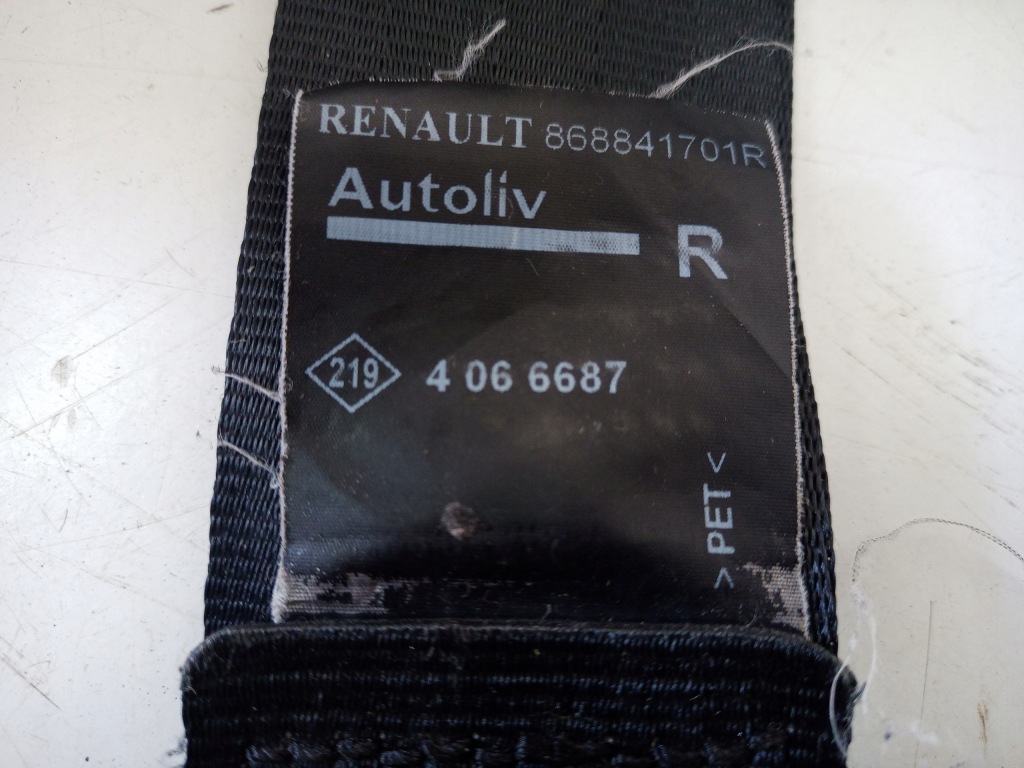 RENAULT 868841701R
Autoliv
R
219 4 06 6687
>PET<